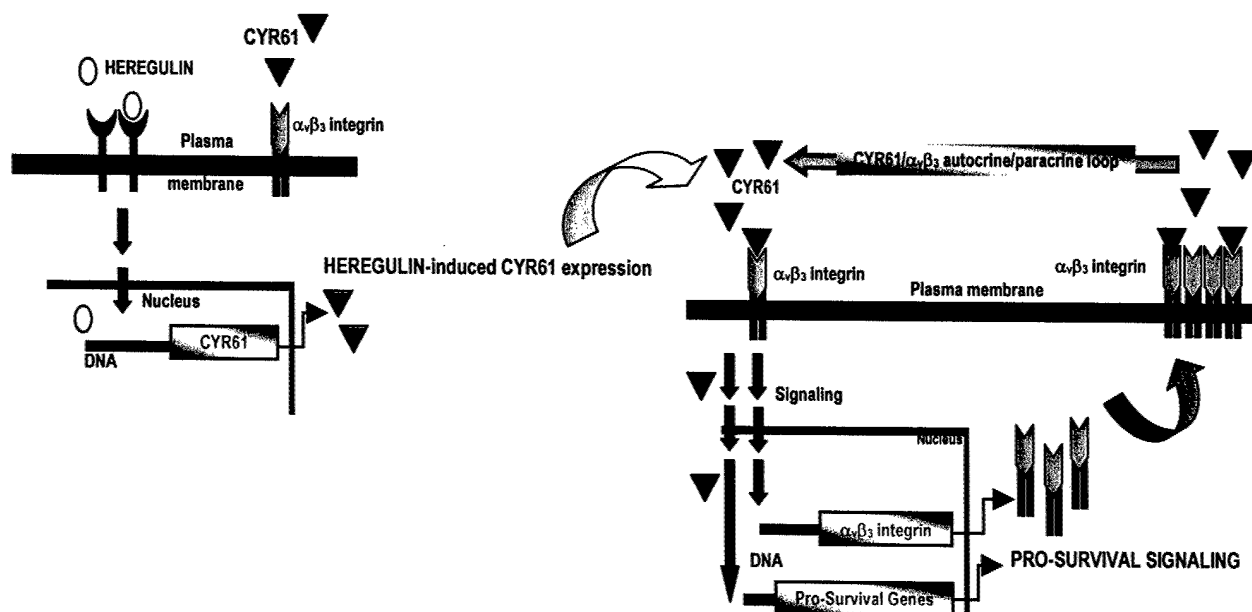 CYR61
HEREGULIN
αvβ3 integrin
Plasma
membrane
Nucleus
CYR61
DNA
HEREGULIN-induced CYR61 expression
CYR61/αvβ3 autocrine/paracrine loop
CYR61
αvβ3 integrin
αvβ3 integrin
Plasma membrane
Signaling
Nucleus
αvβ3 integrin
DNA
PRO-SURVIVAL SIGNALING
Pro-Survival Genes